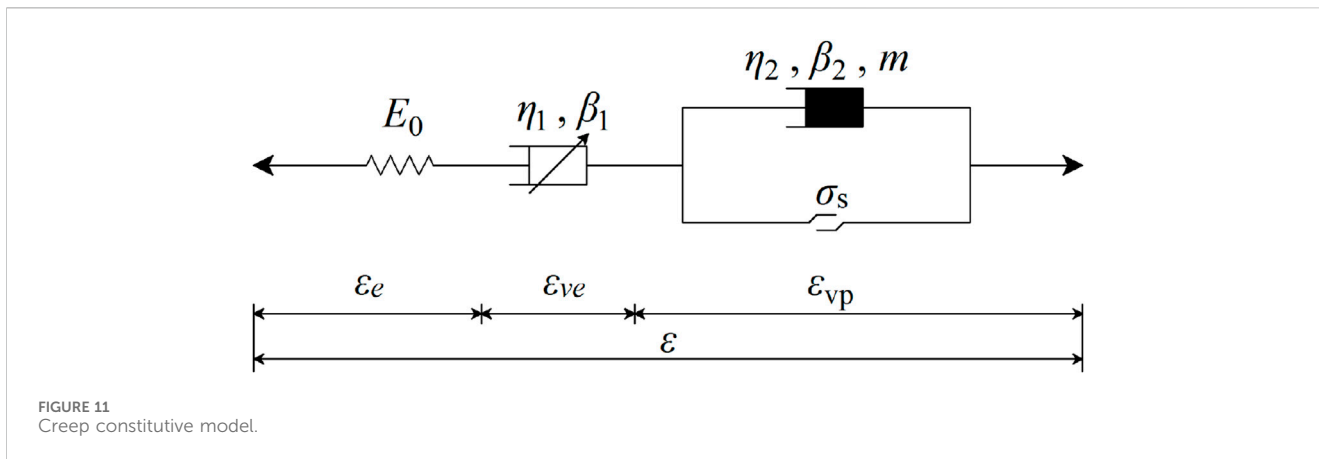 η₂ , β₂ , m
E₀
η₁ , β₁
σₛ
εₑ
εᵥₑ
εᵥₚ
ε
FIGURE 11
Creep constitutive model.